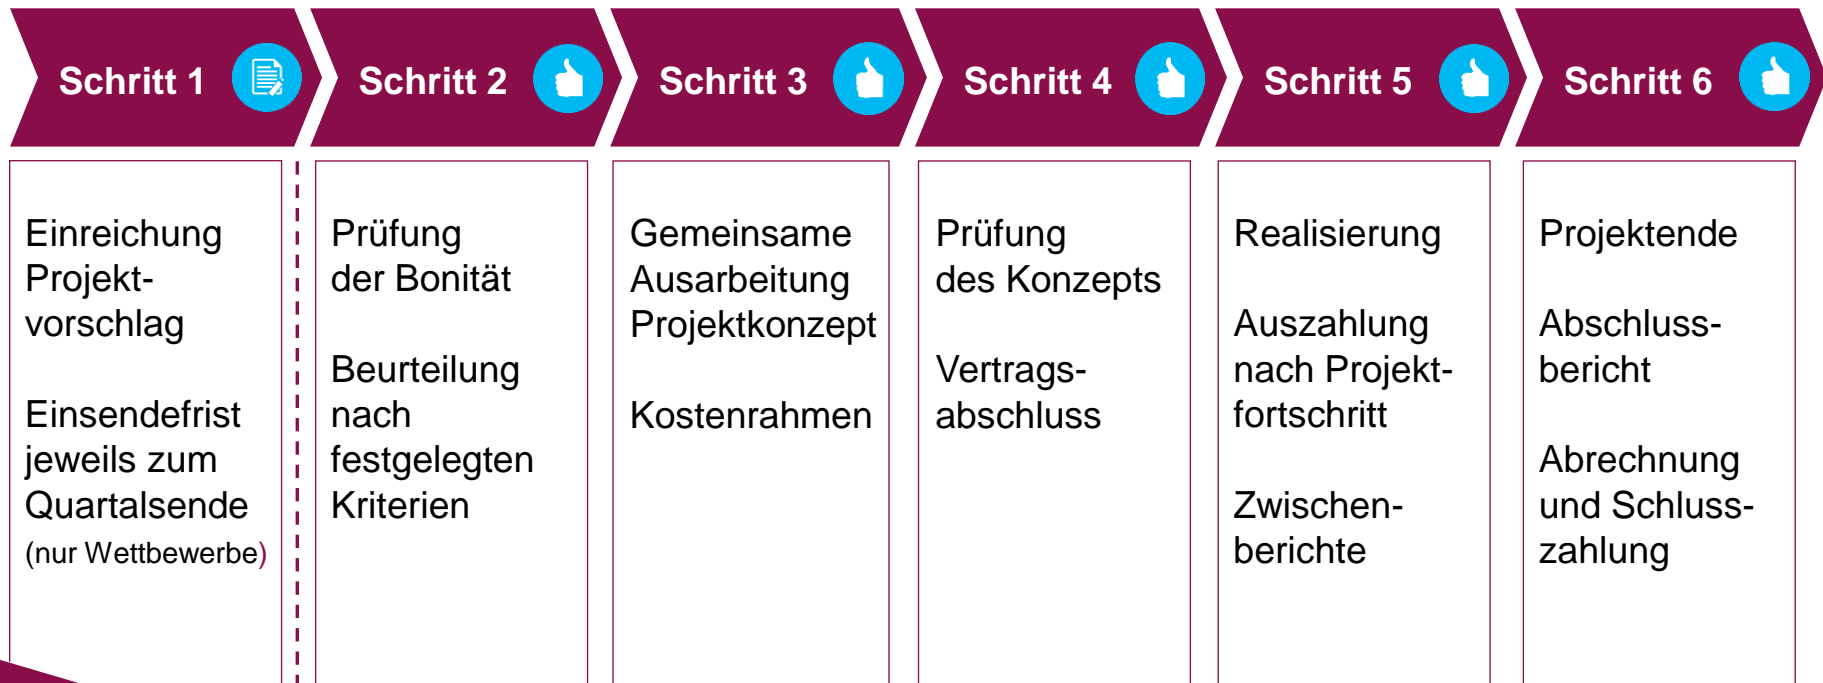 Schritt 1
Schritt 2
Schritt 3
Schritt 4
Schritt 5
Schritt 6
Einreichung
Projekt-
vorschlag
Einsendefrist
jeweils zum
Quartalsende
(nur Wettbewerbe)
Prüfung
der Bonität
Beurteilung
nach
festgelegten
Kriterien
Gemeinsame
Ausarbeitung
Projektkonzept
Kostenrahmen
Prüfung
des Konzepts
Vertrags-
abschluss
Realisierung
Auszahlung
nach Projekt-
fortschritt
Zwischen-
berichte
Projektende
Abschluss-
bericht
Abrechnung
und Schluss-
zahlung